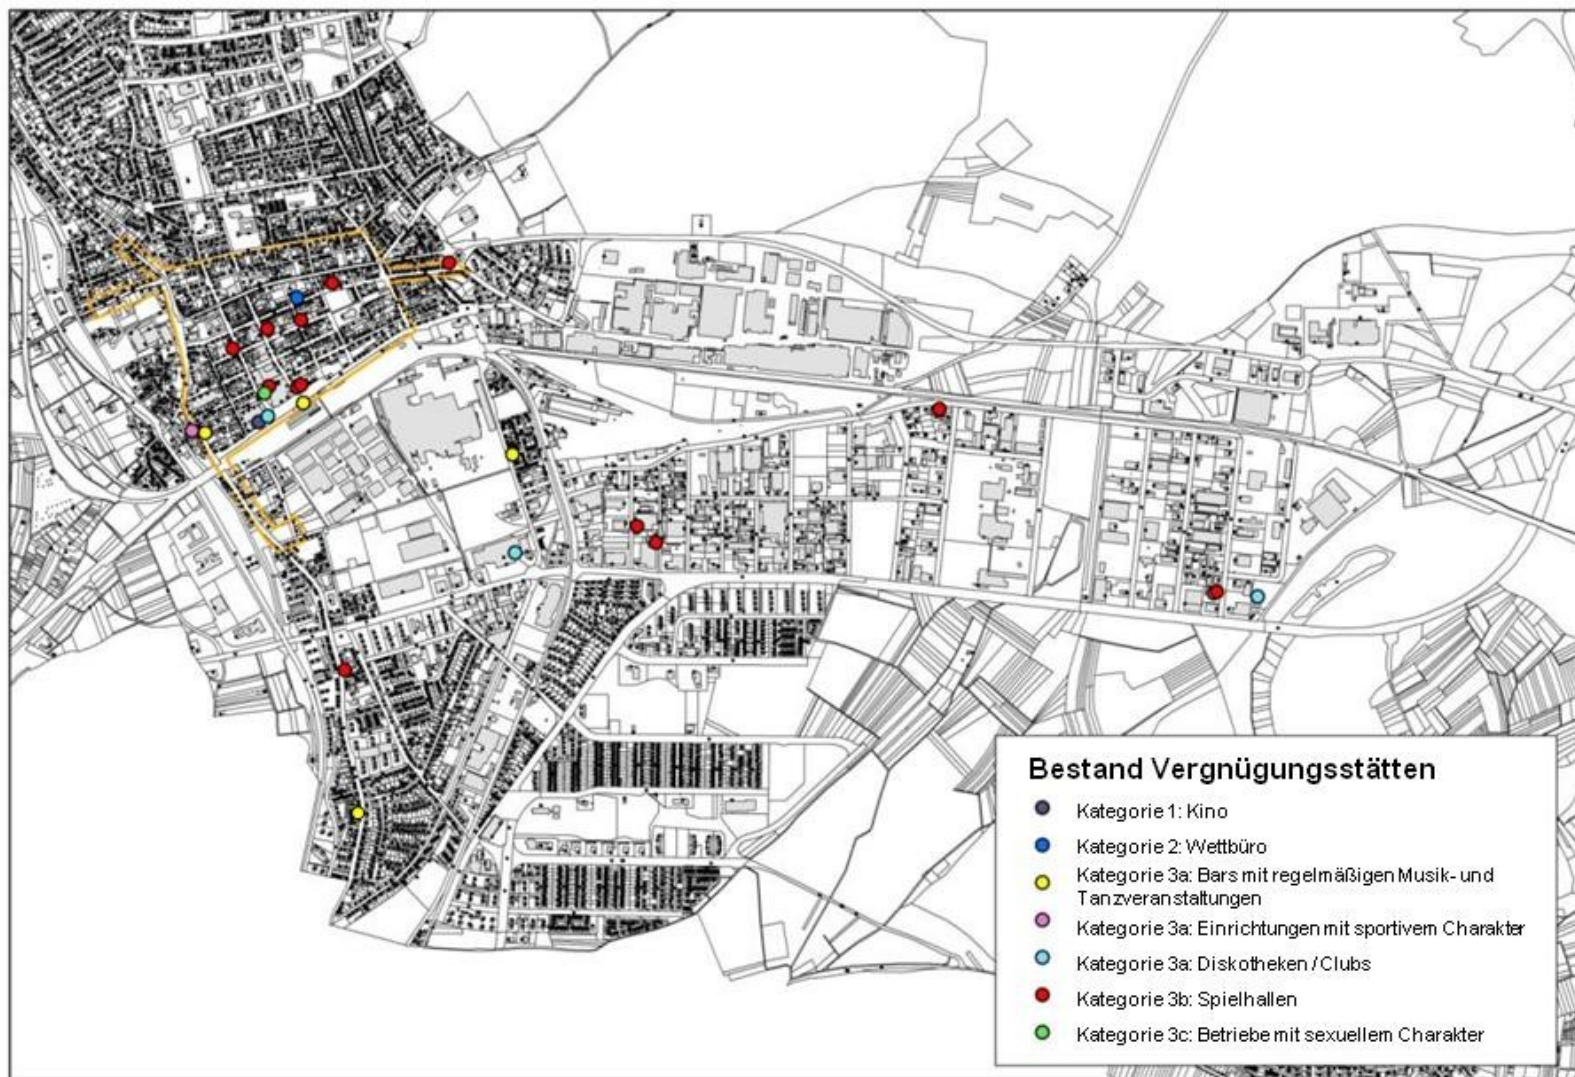 Bestand Vergnügungsstätten
Kategorie 1: Kino
Kategorie 2: Wettbüro
Kategorie 3a: Bars mit regelmäßigen Musik- und
Tanzveranstaltungen
Kategorie 3a: Einrichtungen mit sportivem Charakter
Kategorie 3a: Diskotheken / Clubs
Kategorie 3b: Spielhallen
Kategorie 3c: Betriebe mit sexuellem Charakter